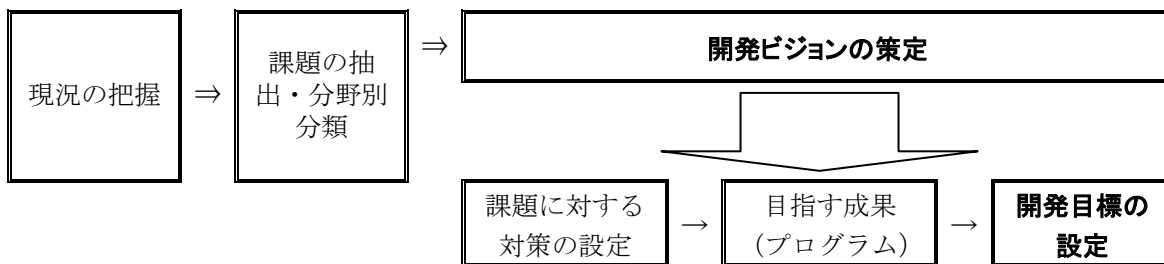 現況の把握
⇒
課題の抽
出・分野別
分類
⇒
開発ビジョンの策定
課題に対する
対策の設定
→
目指す成果
(プログラム)
→
開発目標の
設定